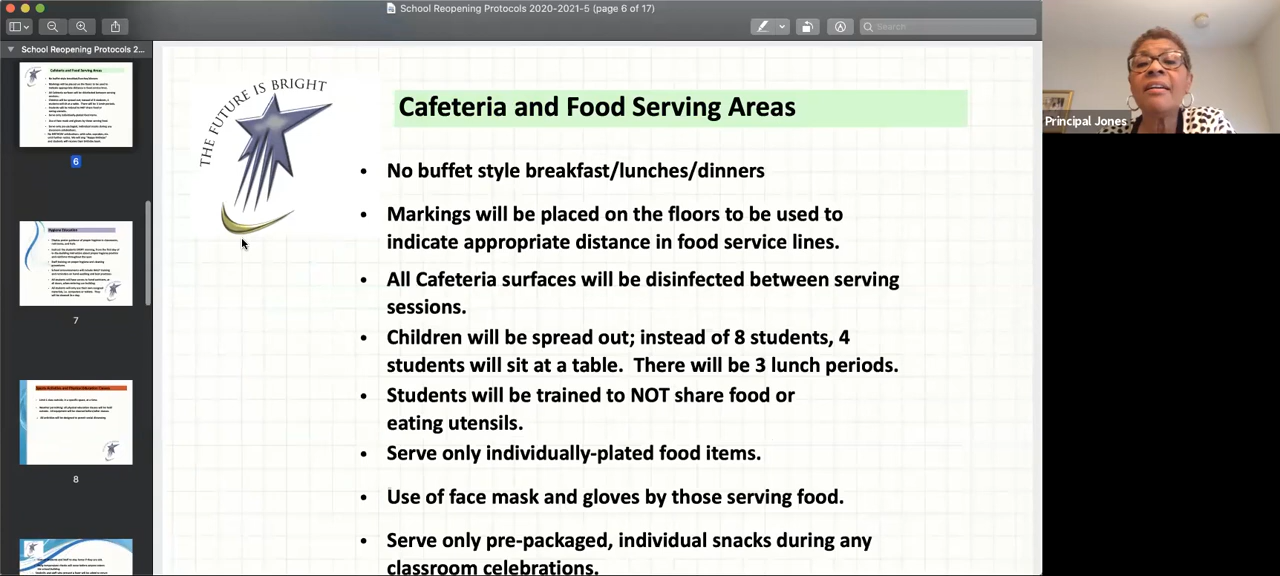 School Reopening Protocols 2020-2021-5 (page 6 of 17)
Search
School Reopening Protocols 2...
Cafeteria and Food Serving Areas
6
7
8
THE FUTURE IS BRIGHT
Cafeteria and Food Serving Areas
• No buffet style breakfast/lunches/dinners
• Markings will be placed on the floors to be used to
indicate appropriate distance in food service lines.
• All Cafeteria surfaces will be disinfected between serving
sessions.
• Children will be spread out; instead of 8 students, 4
students will sit at a table.  There will be 3 lunch periods.
• Students will be trained to NOT share food or
eating utensils.
• Serve only individually-plated food items.
• Use of face mask and gloves by those serving food.
• Serve only pre-packaged, individual snacks during any
classroom celebrations.
Principal Jones